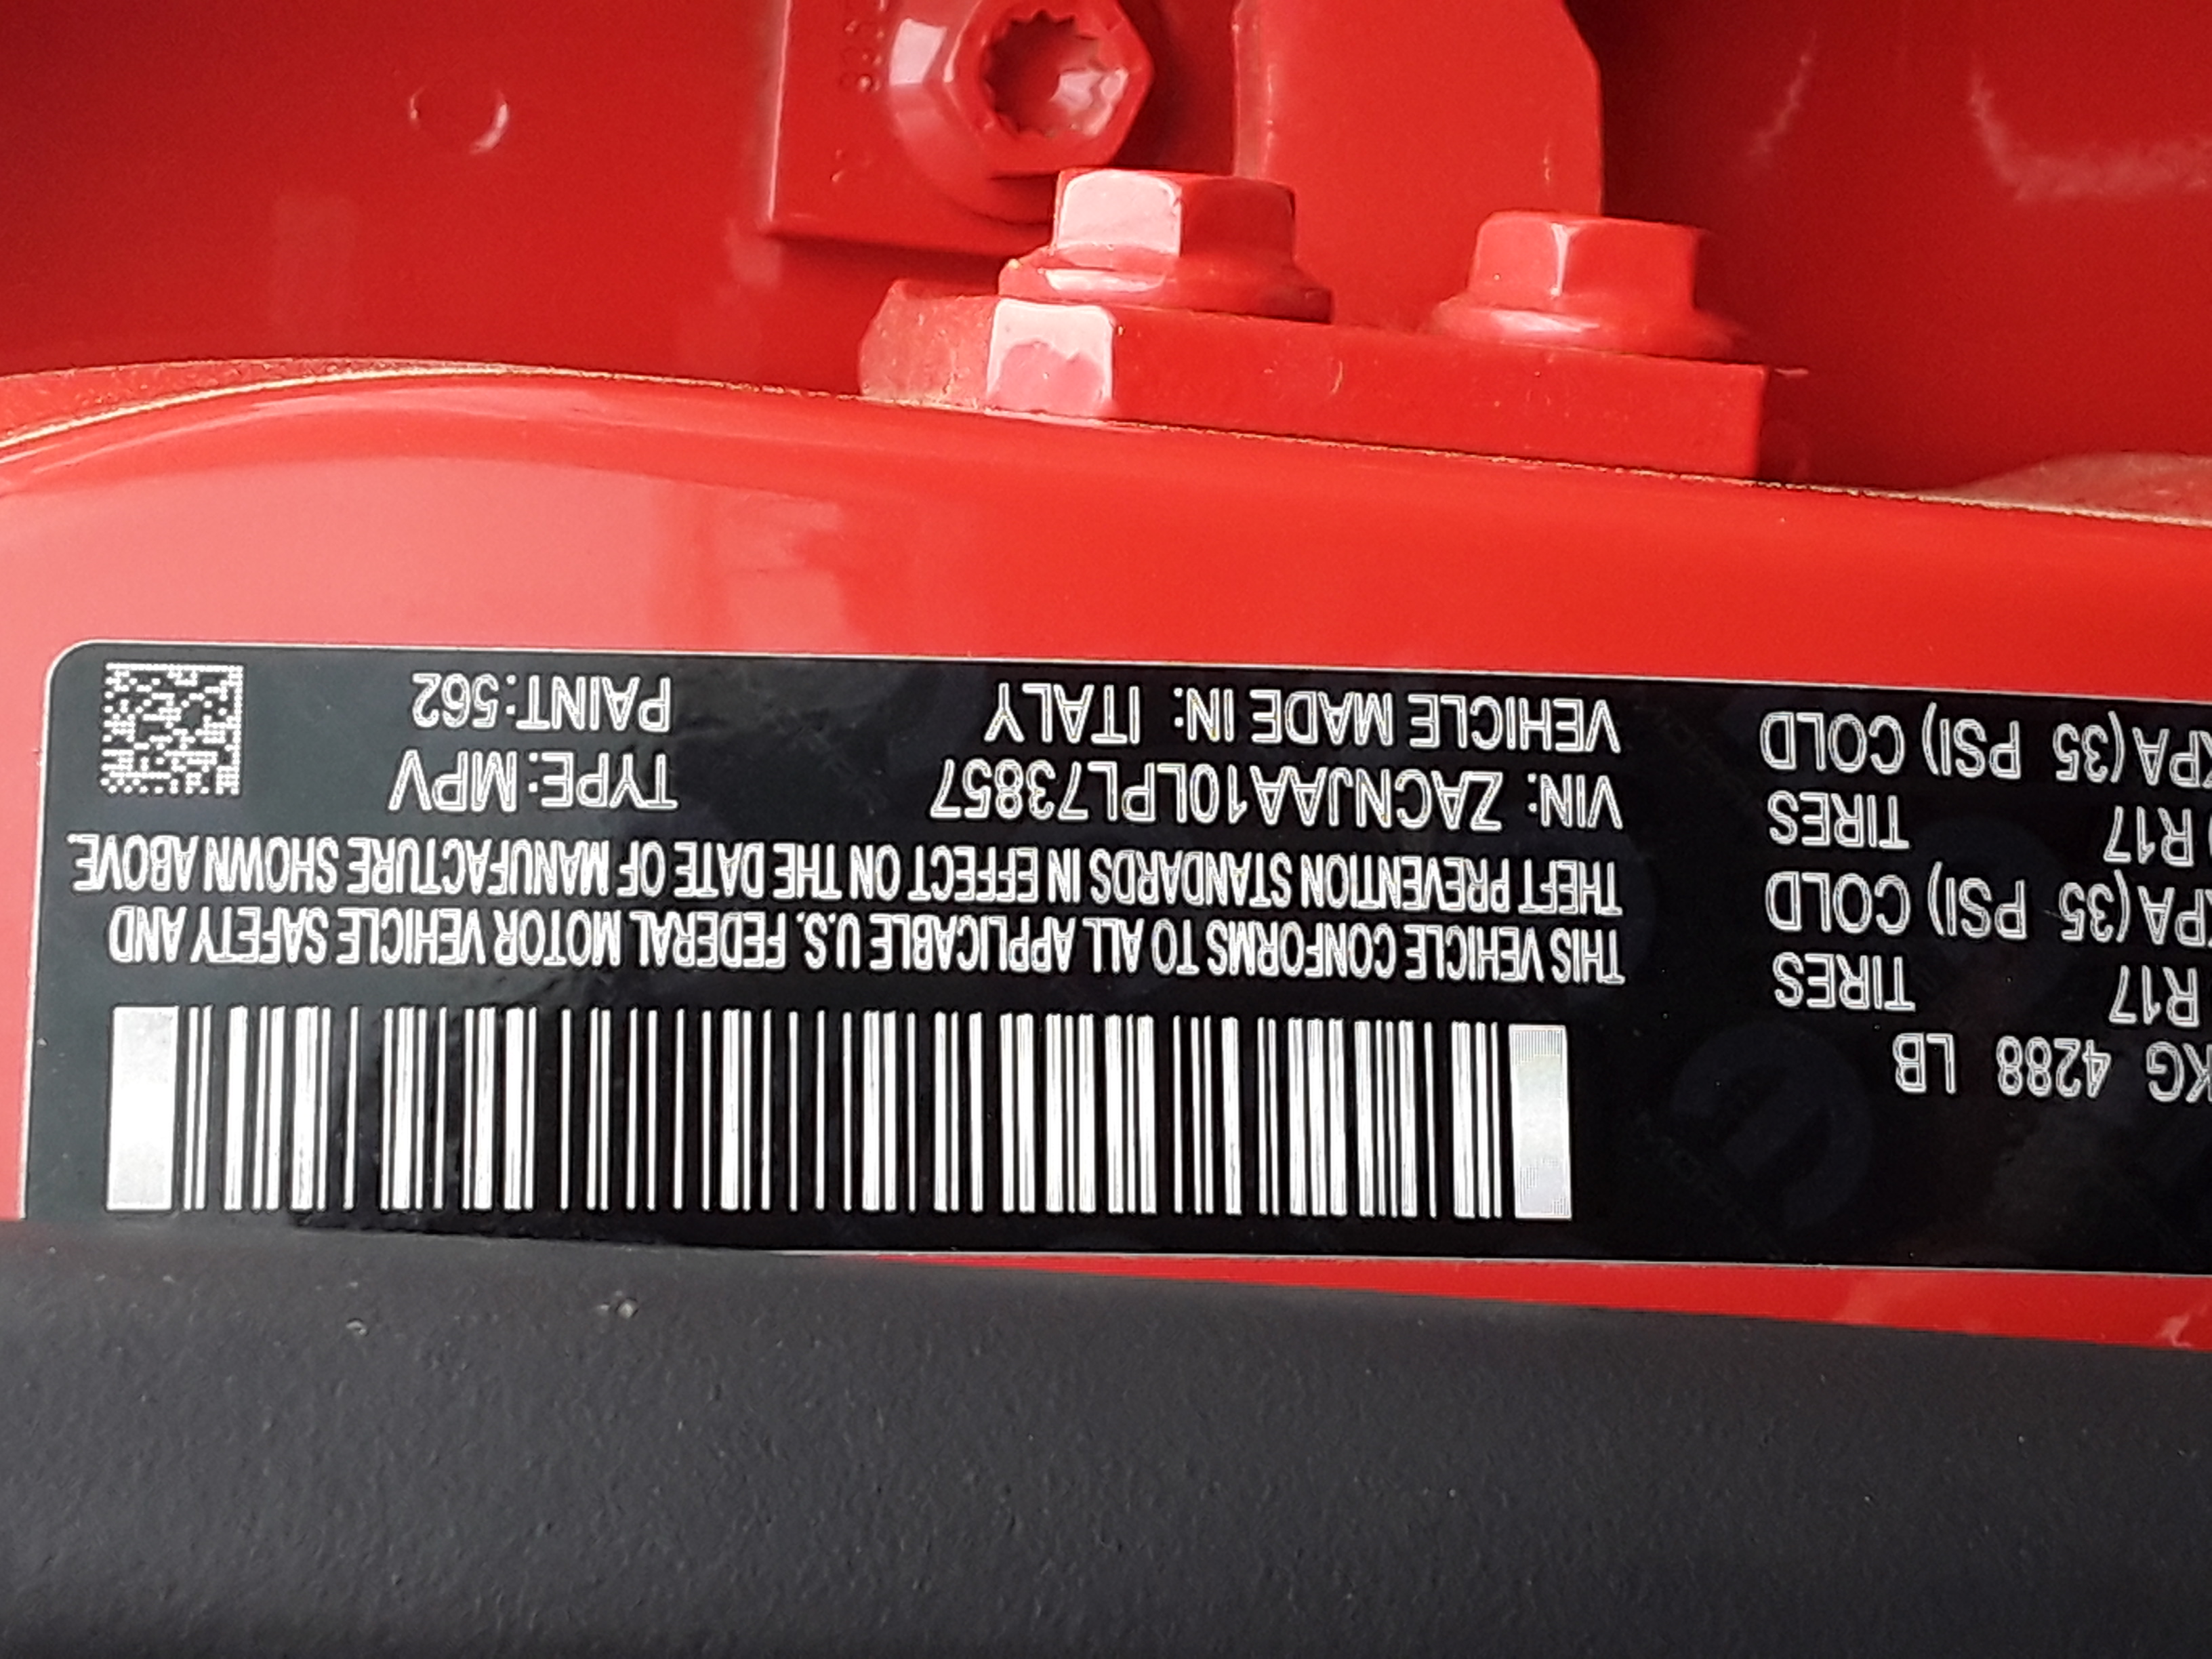 KG 4288 LB
R17 TIRES
KPA(35 PSI) COLD
R17 TIRES
KPA(35 PSI) COLD
THIS VEHICLE CONFORMS TO ALL APPLICABLE U.S. FEDERAL MOTOR VEHICLE SAFETY AND
THEFT PREVENTION STANDARDS IN EFFECT ON THE DATE OF MANUFACTURE SHOWN ABOVE.
VIN: ZACNJAA10LPL73857 TYPE: MPV
VEHICLE MADE IN: ITALY PAINT:562